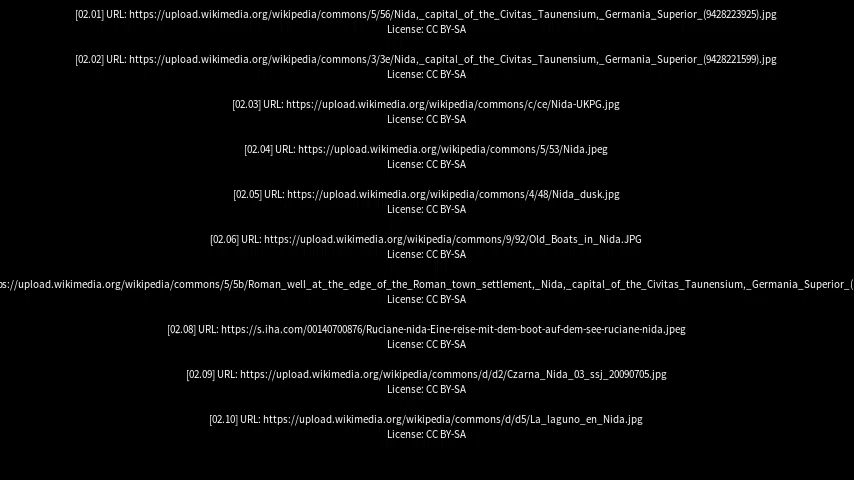 [02.01] URL: https://upload.wikimedia.org/wikipedia/commons/5/56/Nida,_capital_of_the_Civitas_Taunensium,_Germania_Superior_(9428223925).jpg
License: CC BY-SA
[02.02] URL: https://upload.wikimedia.org/wikipedia/commons/3/3e/Nida,_capital_of_the_Civitas_Taunensium,_Germania_Superior_(9428221599).jpg
License: CC BY-SA
[02.03] URL: https://upload.wikimedia.org/wikipedia/commons/c/ce/Nida-UKPG.jpg
License: CC BY-SA
[02.04] URL: https://upload.wikimedia.org/wikipedia/commons/5/53/Nida.jpeg
License: CC BY-SA
[02.05] URL: https://upload.wikimedia.org/wikipedia/commons/4/48/Nida_dusk.jpg
License: CC BY-SA
[02.06] URL: https://upload.wikimedia.org/wikipedia/commons/9/92/Old_Boats_in_Nida.JPG
License: CC BY-SA
ps://upload.wikimedia.org/wikipedia/commons/5/5b/Roman_well_at_the_edge_of_the_Roman_town_settlement,_Nida,_capital_of_the_Civitas_Taunensium,_Germania_Superior_(
License: CC BY-SA
[02.08] URL: https://s.iha.com/00140700876/Ruciane-nida-Eine-reise-mit-dem-boot-auf-dem-see-ruciane-nida.jpeg
License: CC BY-SA
[02.09] URL: https://upload.wikimedia.org/wikipedia/commons/d/d2/Czarna_Nida_03_ssj_20090705.jpg
License: CC BY-SA
[02.10] URL: https://upload.wikimedia.org/wikipedia/commons/d/d5/La_laguno_en_Nida.jpg
License: CC BY-SA